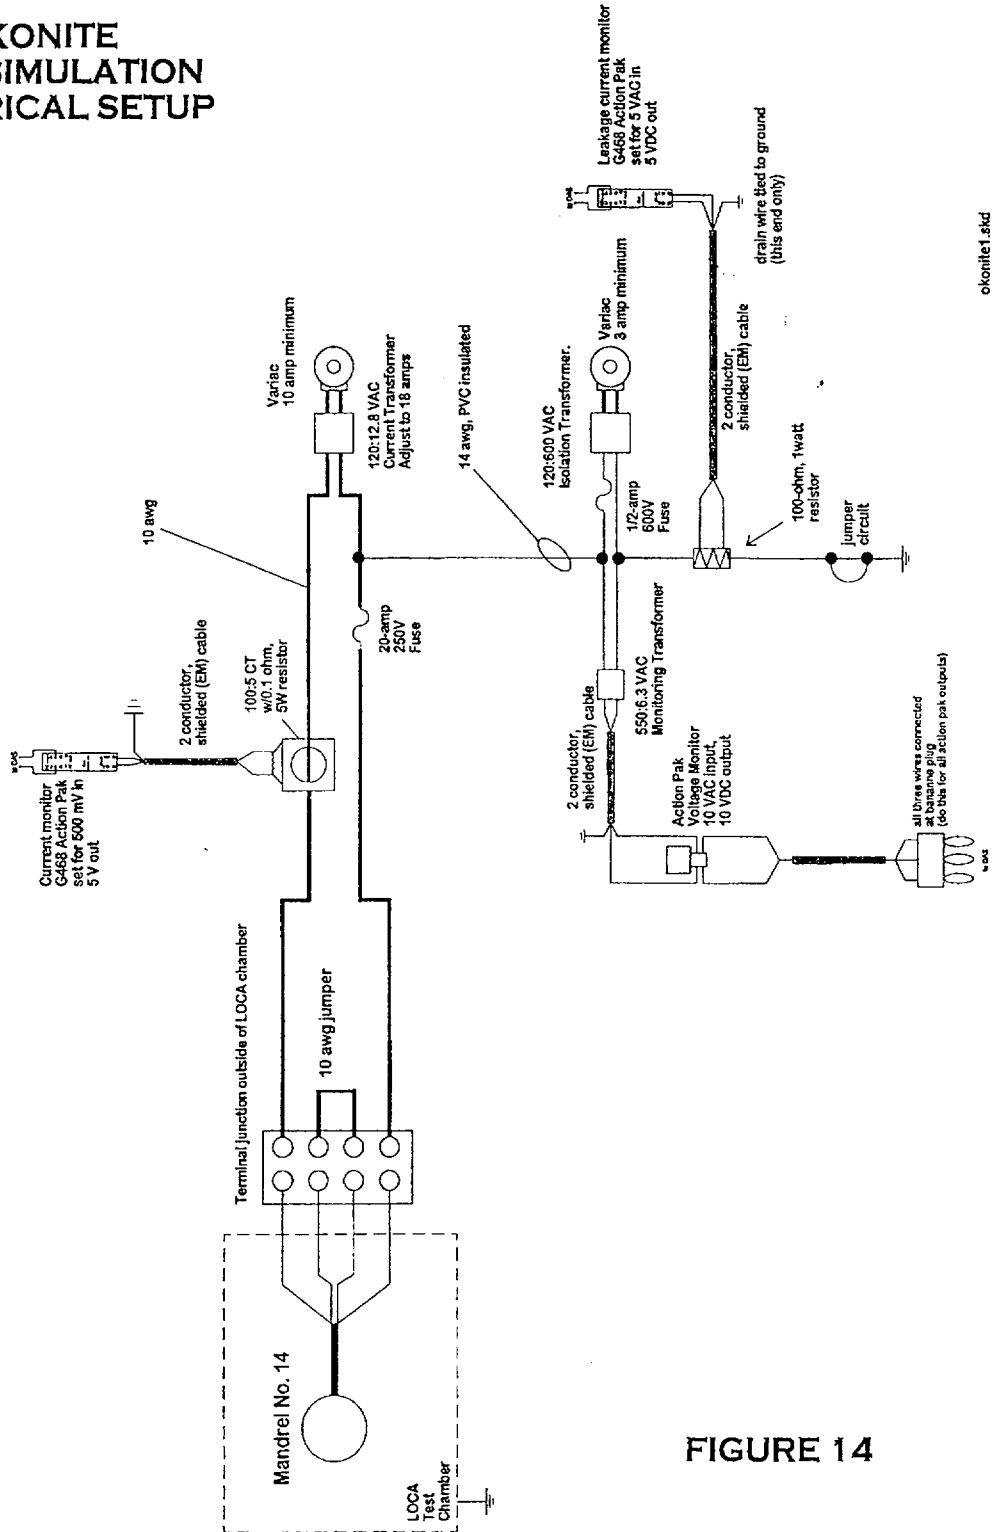 KONITE
SIMULATION
RICAL SETUP
Leakage current monitor
G468 Action Pak
set for 5 VAC in
5 VDC out
to DAS
drain wire tied to ground
(this end only)
okonite1.skd
Variac
10 amp minimum
120:12.8 VAC
Current Transformer
Adjust to 18 amps
10 awg
14 awg, PVC insulated
Variac
3 amp minimum
120:600 VAC
Isolation Transformer.
1/2-amp
600V
Fuse
2 conductor,
shielded (EM) cable
100-ohm, 1watt
resistor
jumper
circuit
20-amp
250V
Fuse
2 conductor,
shielded (EM) cable
100:5 CT
w/0.1 ohm,
5W resistor
to DAS
Current monitor
G468 Action Pak
set for 500 mV in
5 V out
550:6.3 VAC
Monitoring Transformer
2 conductor,
shielded (EM) cable
Action Pak
Voltage Monitor
10 VAC input,
10 VDC output
all three wires connected
at bananna plug
(do this for all action pak outputs)
to DAS
Terminal junction outside of LOCA chamber
10 awg jumper
Mandrel No. 14
LOCA
Test
Chamber
FIGURE 14